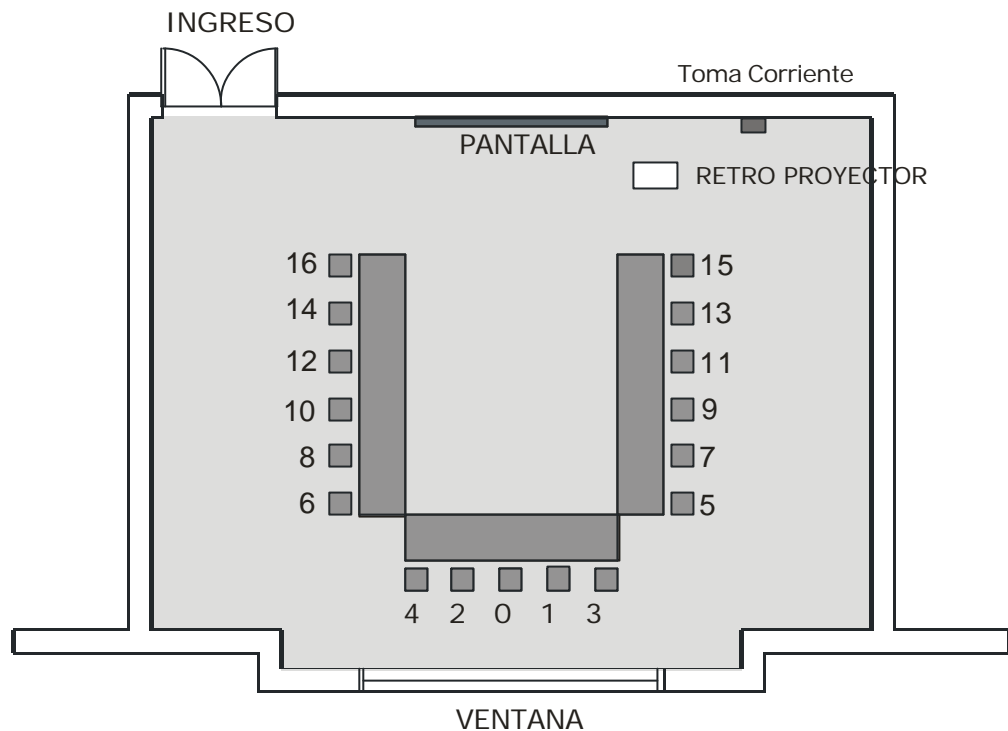 INGRESO
Toma Corriente
PANTALLA
RETRO PROYECTOR
16
15
14
13
12
11
10
9
8
7
6
5
4 2 0 1 3
VENTANA